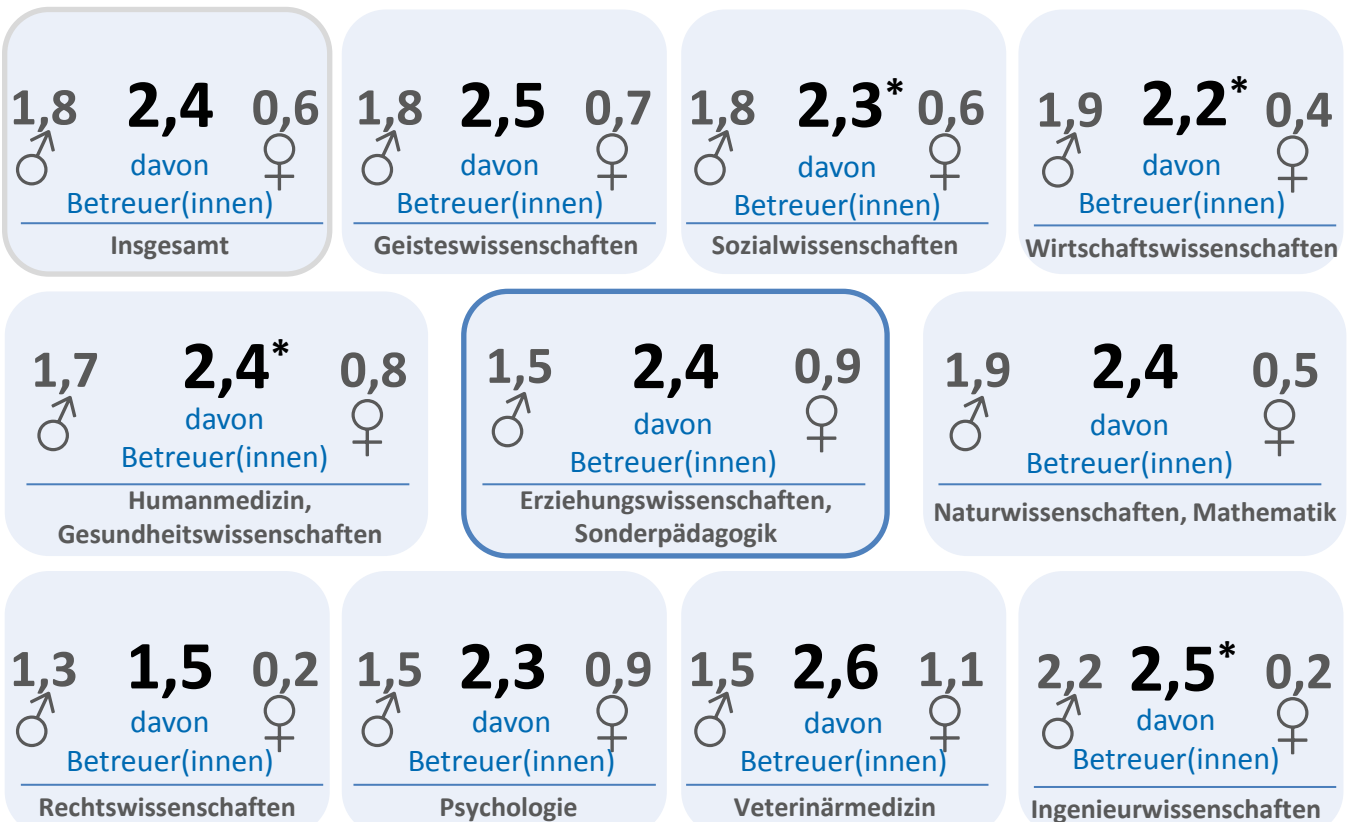 1,8 2,4 0,6
davon
Betreuer(innen)
Insgesamt
1,8 2,5 0,7
davon
Betreuer(innen)
Geisteswissenschaften
1,8 2,3* 0,6
davon
Betreuer(innen)
Sozialwissenschaften
1,9 2,2* 0,4
davon
Betreuer(innen)
Wirtschaftswissenschaften
1,7 2,4* 0,8
davon
Betreuer(innen)
Humanmedizin,
Gesundheitswissenschaften
1,5 2,4 0,9
davon
Betreuer(innen)
Erziehungswissenschaften,
Sonderpädagogik
1,9 2,4 0,5
davon
Betreuer(innen)
Naturwissenschaften, Mathematik
1,3 1,5 0,2
davon
Betreuer(innen)
Rechtswissenschaften
1,5 2,3 0,9
davon
Betreuer(innen)
Psychologie
1,5 2,6 1,1
davon
Betreuer(innen)
Veterinärmedizin
2,2 2,5* 0,2
davon
Betreuer(innen)
Ingenieurwissenschaften